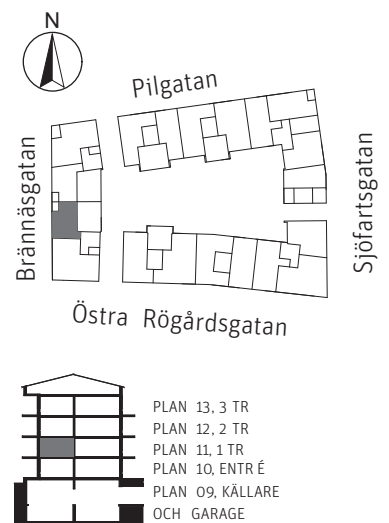 N
Pilgatan
Brännäsgatan
Sjöfartsgatan
Östra Rögårdsgatan
PLAN 13, 3 TR
PLAN 12, 2 TR
PLAN 11, 1 TR
PLAN 10, ENTR É
PLAN 09, KÄLLARE
OCH GARAGE